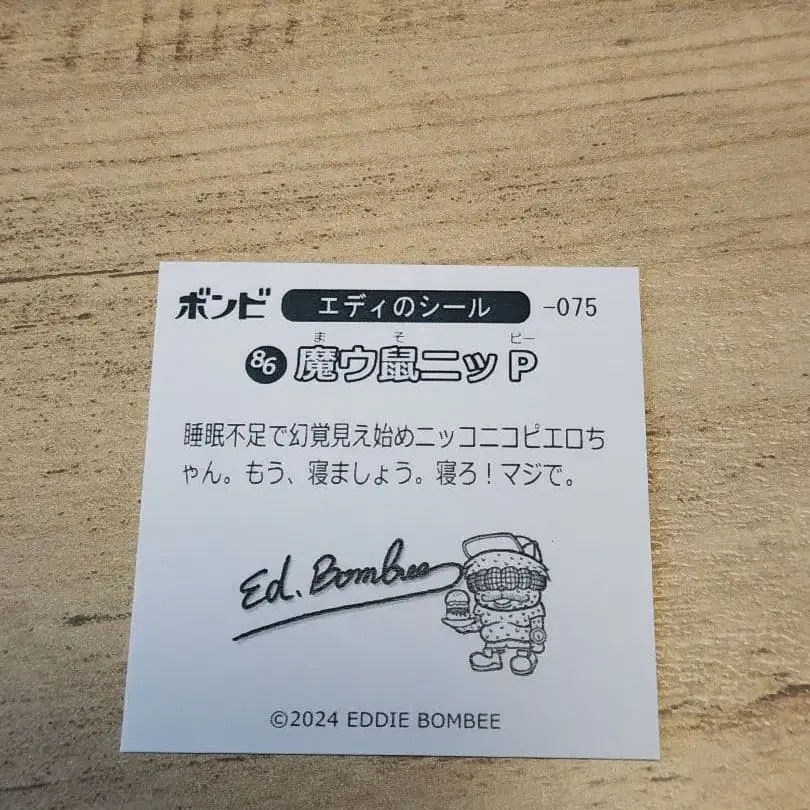 ボンビ エディのシール -075
ま そ ピー
86 魔ウ鼠ニッP
睡眠不足で幻覚見え始めニッコニコピエロち
ゃん。もう、寝ましょう。寝ろ！マジで。
Ed. Bombee
©2024 EDDIE BOMBEE